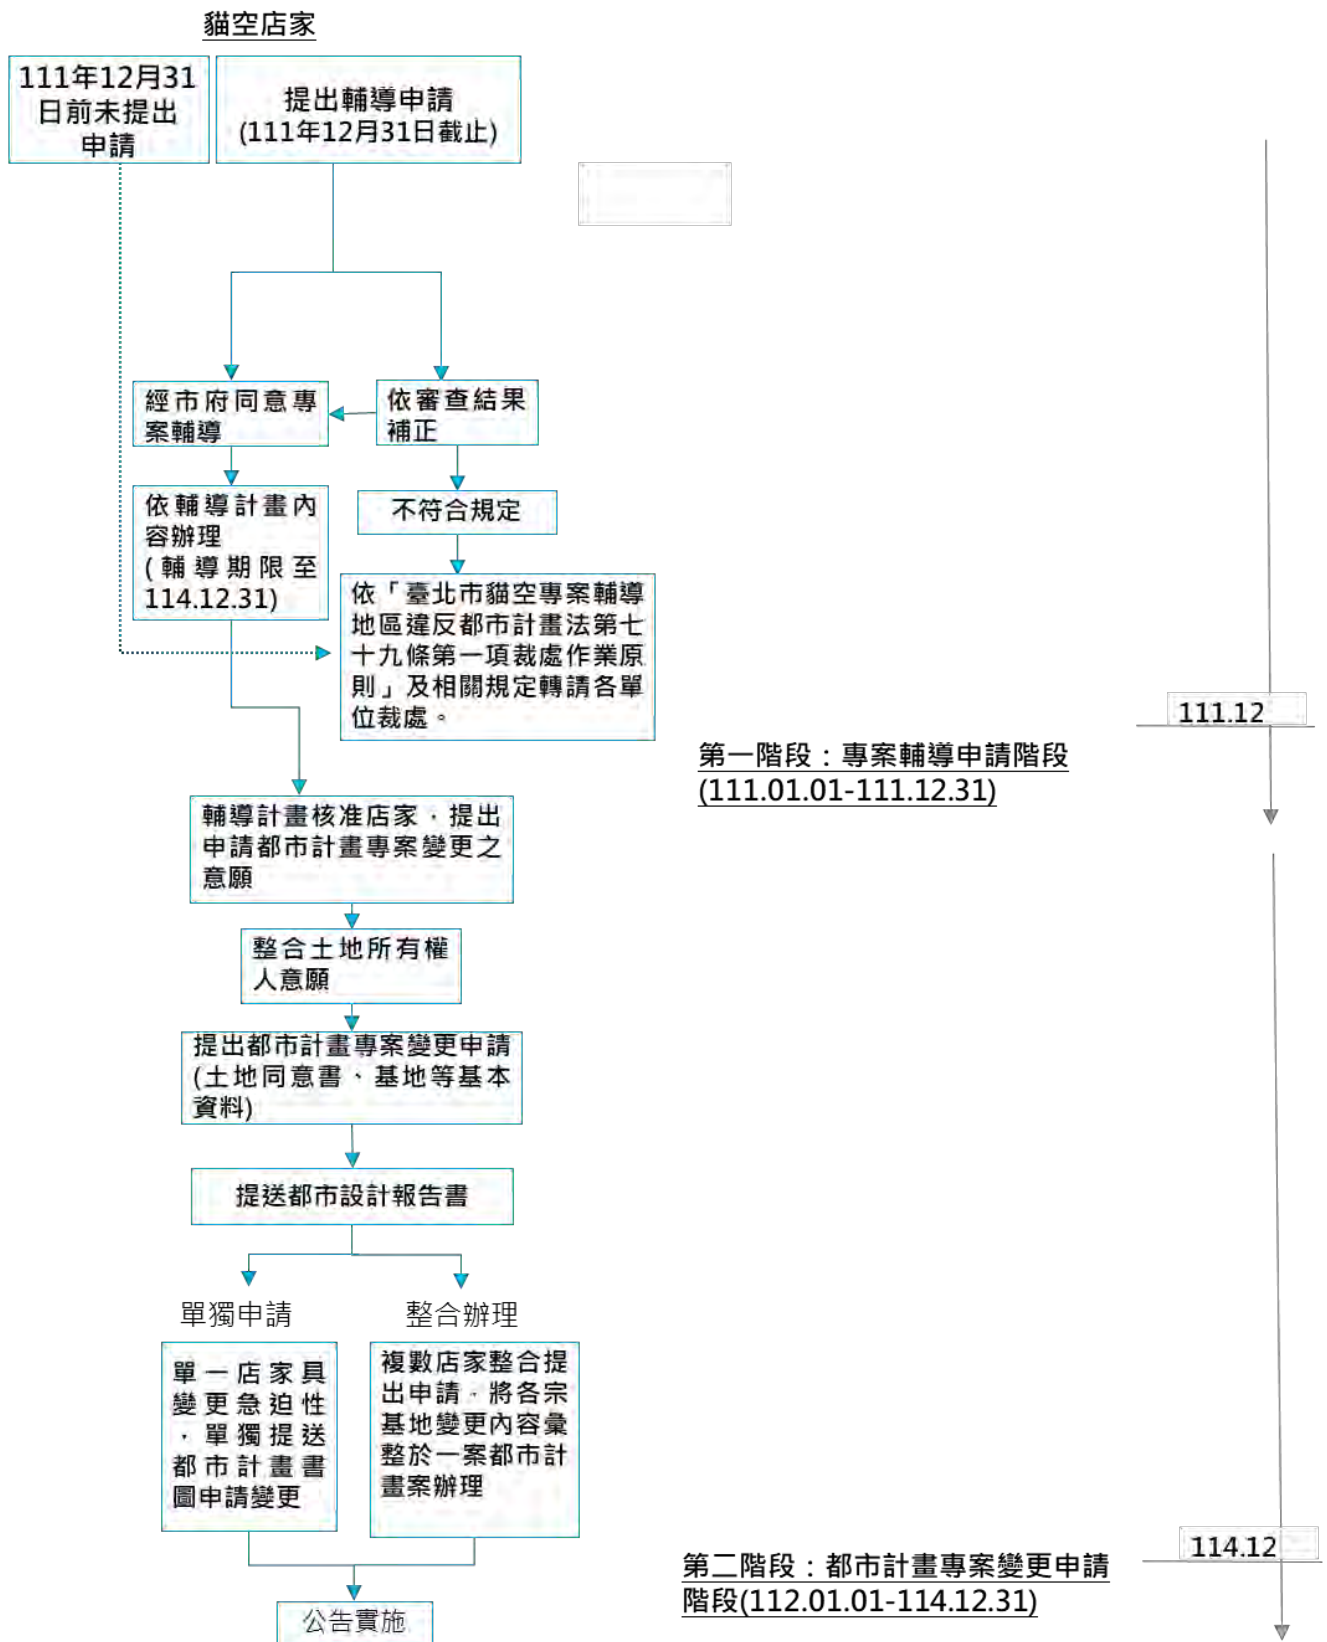 貓空店家
111年12月31
日前未提出
申請
提出輔導申請
(111年12月31日截止)
經市府同意專
案輔導
依審查結果
補正
依輔導計畫內
容辦理
(輔導期限至
114.12.31)
不符合規定
依「臺北市貓空專案輔導
地區違反都市計畫法第七
十九條第一項裁處作業原
則」及相關規定轉請各單
位裁處。
111.12
第一階段：專案輔導申請階段
(111.01.01-111.12.31)
輔導計畫核准店家，提出
申請都市計畫專案變更之
意願
整合土地所有權
人意願
提出都市計畫專案變更申請
(土地同意書、基地等基本
資料)
提送都市設計報告書
單獨申請
整合辦理
單一店家具
變更急迫性
，單獨提送
都市計畫書
圖申請變更
複數店家整合提
出申請，將各宗
基地變更內容彙
整於一案都市計
畫案辦理
114.12
第二階段：都市計畫專案變更申請
階段(112.01.01-114.12.31)
公告實施